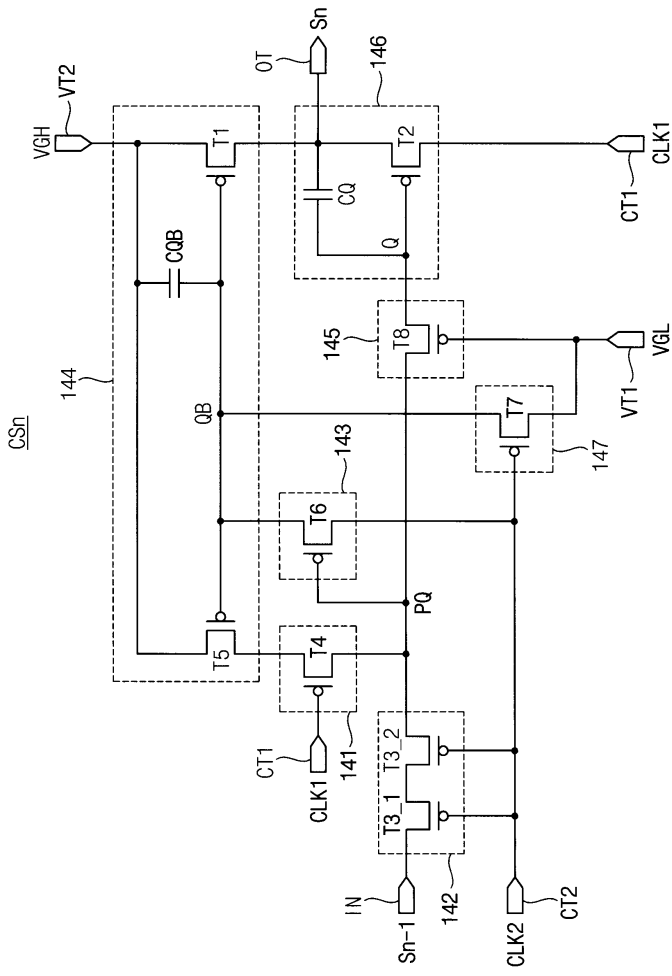 CSn
VGH
VT2
144
CQB
T1
OT
Sn
146
CQ
T2
Q
QB
143
T6
T5
T4
141
CT1
CLK1
145
T8
PQ
T7
147
VT1
VGL
CT1
CLK1
IN
Sn-1
T3_1
T3_2
142
CLK2
CT2